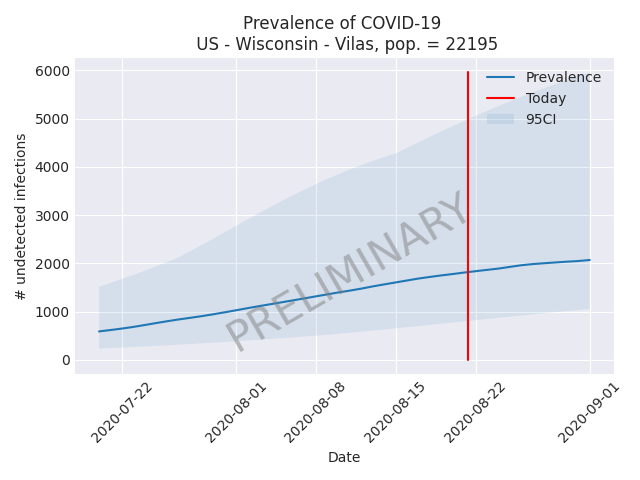 Prevalence of COVID-19
US - Wisconsin - Vilas, pop. = 22195
6000
5000
4000
3000
2000
1000
0
# undetected infections
Prevalence
Today
95CI
PRELIMINARY
2020-07-22
2020-08-01
2020-08-08
2020-08-15
2020-08-22
2020-09-01
Date